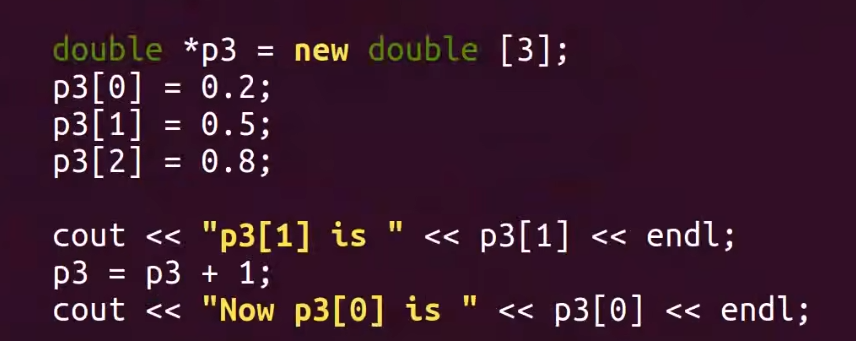 double *p3 = new double [3];
p3[0] = 0.2;
p3[1] = 0.5;
p3[2] = 0.8;
cout << "p3[1] is " << p3[1] << endl;
p3 = p3 + 1;
cout << "Now p3[0] is " << p3[0] << endl;